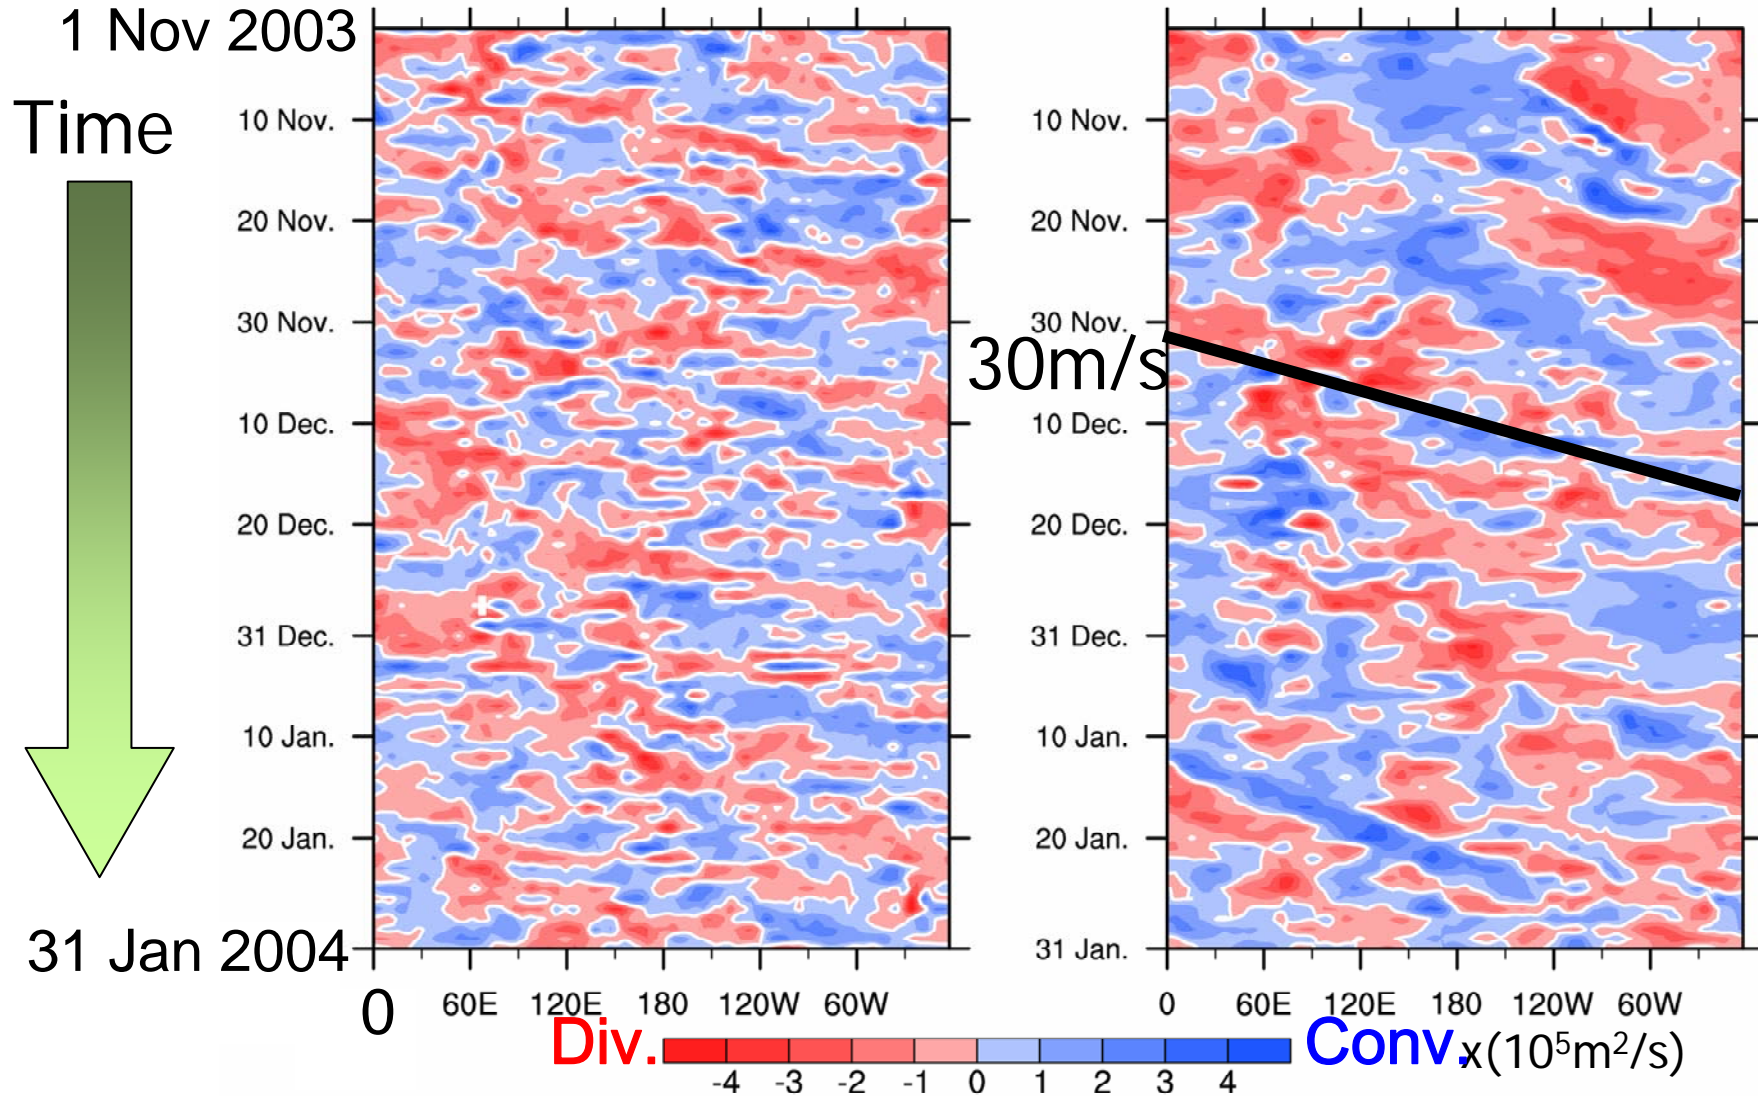 1 Nov 2003
Time
31 Jan 2004
10 Nov.
20 Nov.
30 Nov.
10 Dec.
20 Dec.
31 Dec.
10 Jan.
20 Jan.
0 60E 120E 180 120W 60W
10 Nov.
20 Nov.
30 Nov.
30m/s
10 Dec.
20 Dec.
31 Dec.
10 Jan.
20 Jan.
31 Jan.
0 60E 120E 180 120W 60W
Div. Conv. x(10⁵m²/s)
-4 -3 -2 -1 0 1 2 3 4